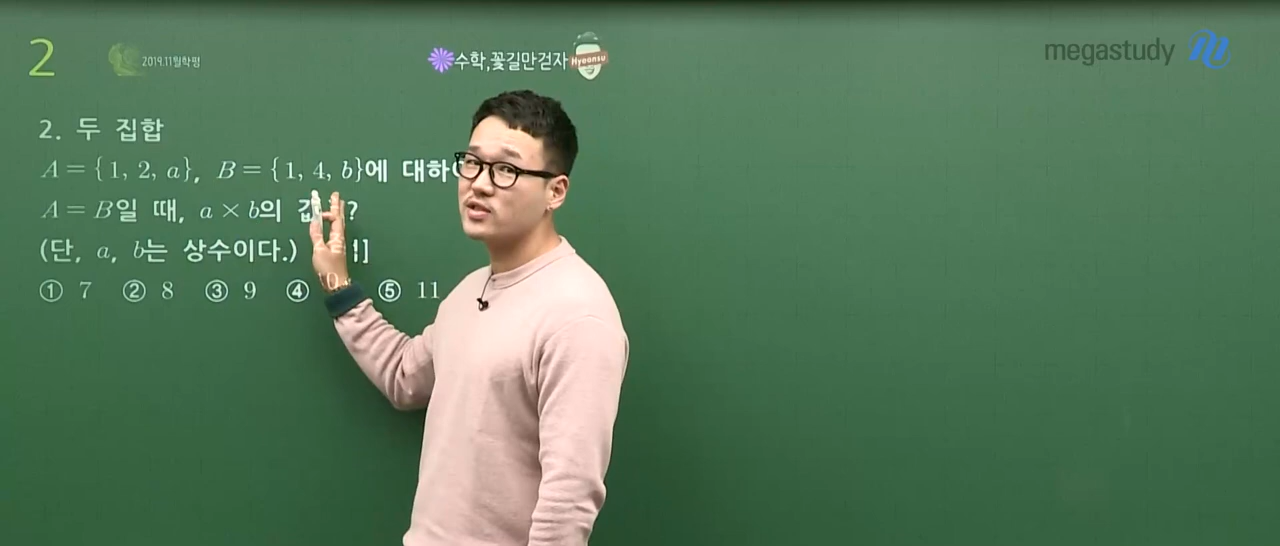 2
2019.11월학평
수학,꽃길만걷자
Hyeonsu
megastudy
2. 두 집합
A = {1, 2, a}, B = {1, 4, b}에 대하
A = B일 때, a × b의 ?
(단, a, b는 상수이다.) ]
① 7 ② 8 ③ 9 ④ 10 ⑤ 11